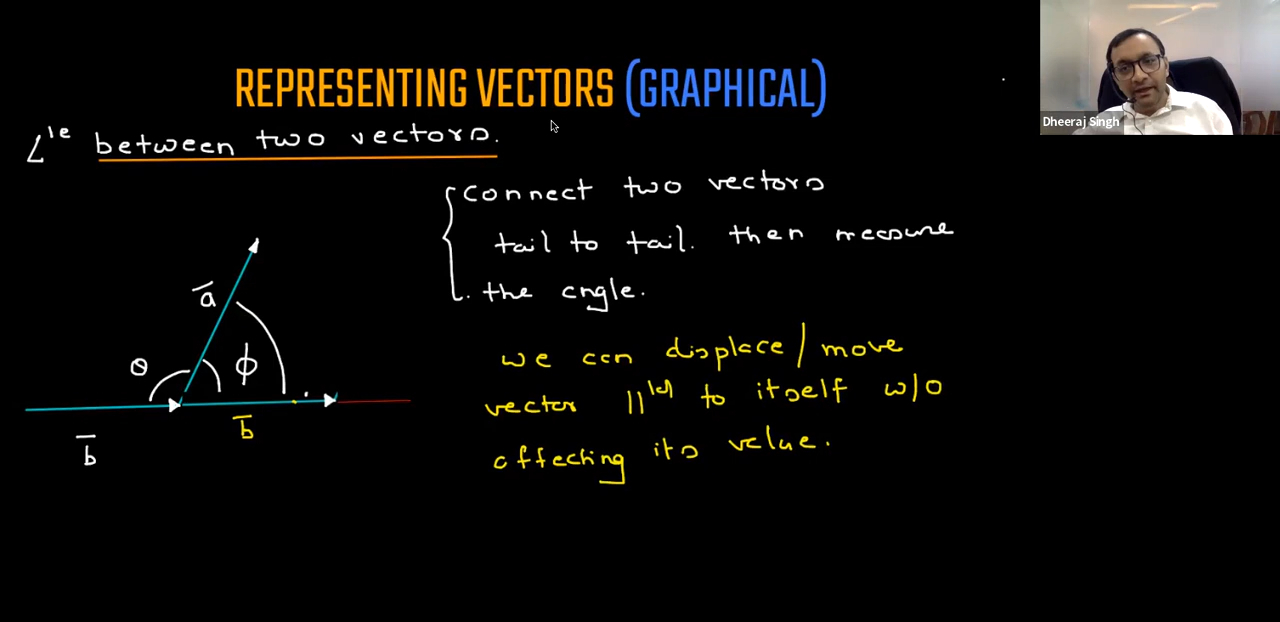 REPRESENTING VECTORS (GRAPHICAL)
Dheeraj Singh
∠le between two vectors.
connect two vectors
tail to tail. then measure
the angle.
a̅
θ
ϕ
b̅
b̅
we can displace / move
vector ||lel to itself w/o
affecting its value.